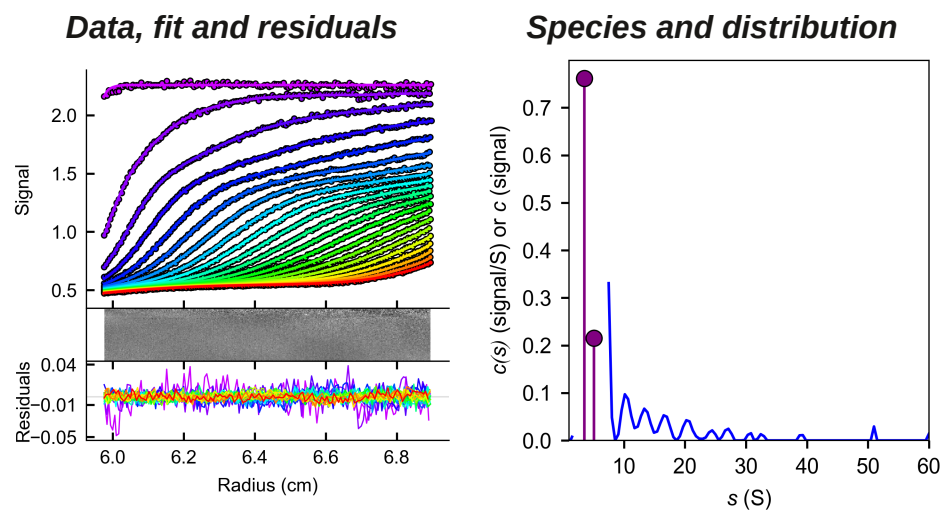 Data, fit and residuals
Species and distribution
Signal
2.0
1.5
1.0
0.5
Residuals
0.04
−0.01
−0.05
6.0 6.2 6.4 6.6 6.8
Radius (cm)
c(s) (signal/S) or c (signal)
0.7
0.6
0.5
0.4
0.3
0.2
0.1
0.0
10 20 30 40 50 60
s (S)